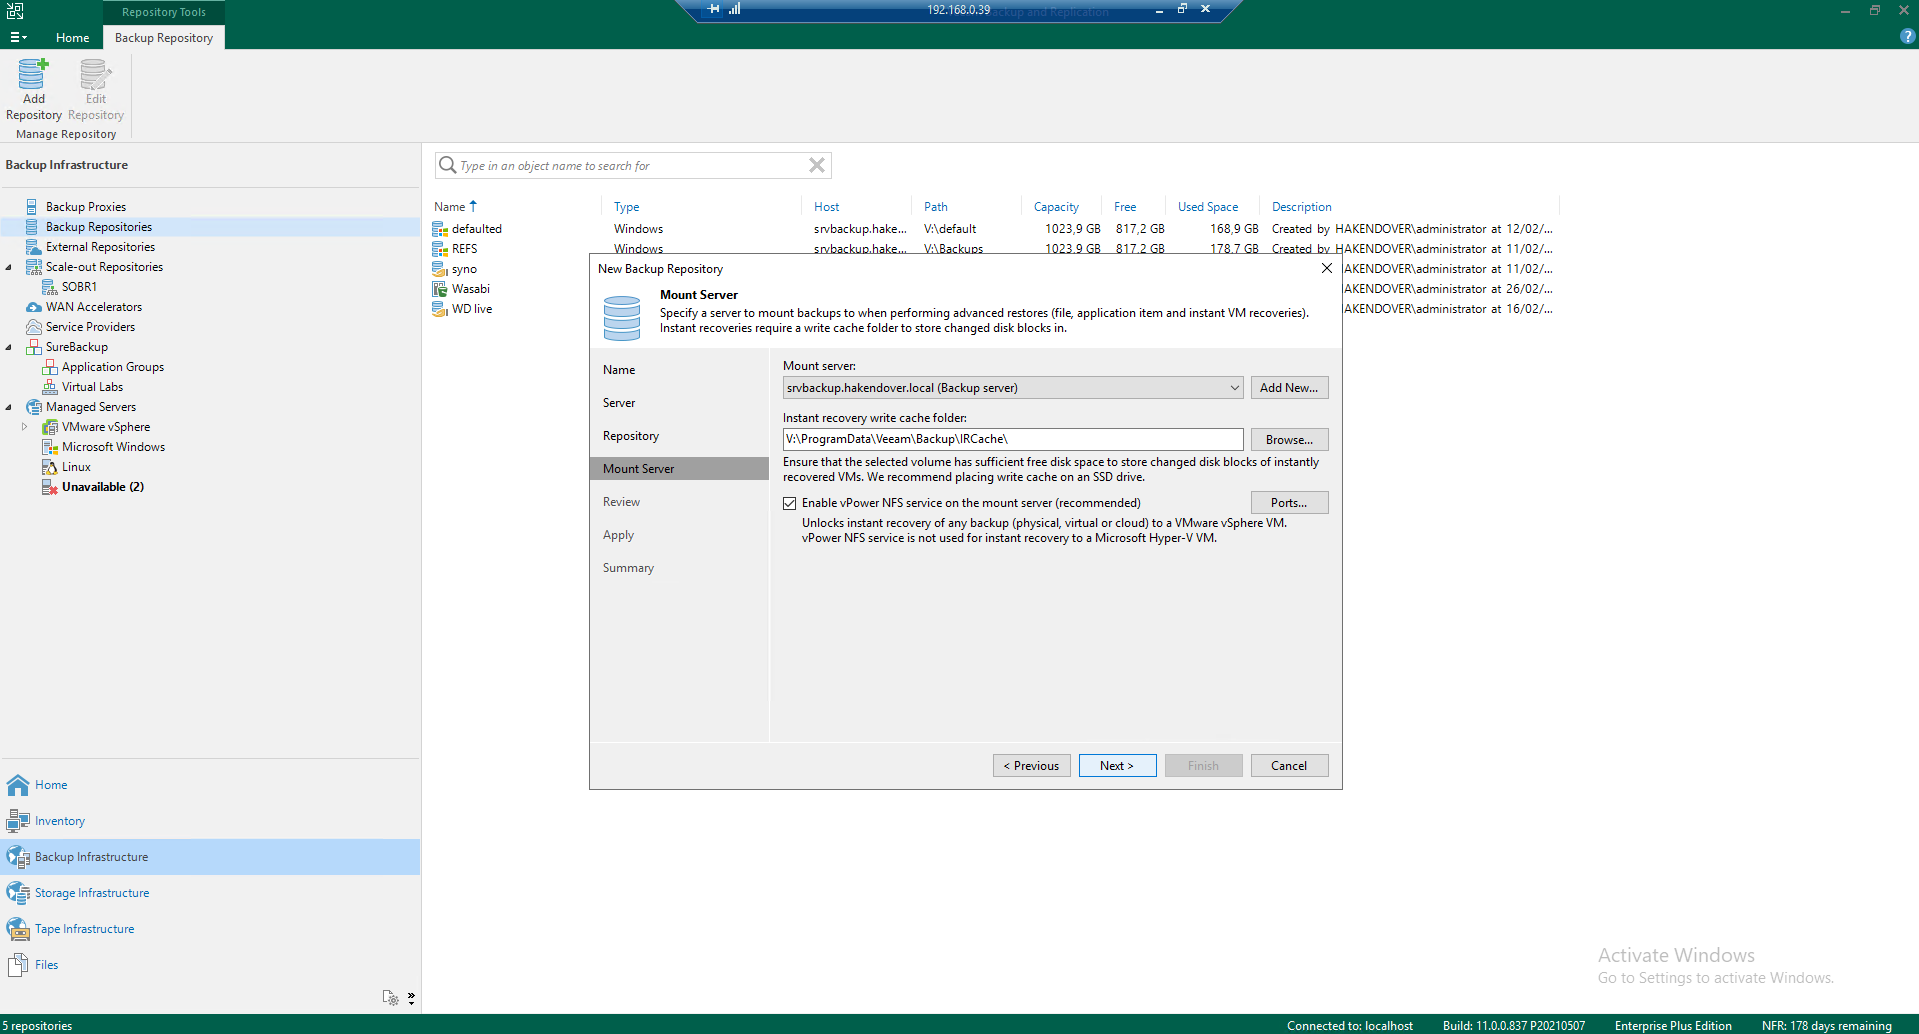 Repository Tools
192.168.0.39
Backup and Replication
Home
Backup Repository
Add Repository
Edit Repository
Manage Repository
Backup Infrastructure
Type in an object name to search for
Backup Proxies
Backup Repositories
External Repositories
Scale-out Repositories
SOBR1
WAN Accelerators
Service Providers
SureBackup
Application Groups
Virtual Labs
Managed Servers
VMware vSphere
Microsoft Windows
Linux
Unavailable (2)
Name Type Host Path Capacity Free Used Space Description
defaulted Windows srvbackup.hake... V:\default 1023,9 GB 817,2 GB 168,9 GB Created by HAKENDOVER\administrator at 12/02/...
REFS Windows srvbackup.hake... V:\Backups 1023,9 GB 817,2 GB 178,7 GB Created by HAKENDOVER\administrator at 11/02/...
syno AKENDOVER\administrator at 11/02/...
Wasabi AKENDOVER\administrator at 26/02/...
WD live AKENDOVER\administrator at 16/02/...
New Backup Repository
Mount Server
Specify a server to mount backups to when performing advanced restores (file, application item and instant VM recoveries).
Instant recoveries require a write cache folder to store changed disk blocks in.
Name
Server
Repository
Mount Server
Review
Apply
Summary
Mount server:
srvbackup.hakendover.local (Backup server)
Add New...
Instant recovery write cache folder:
V:\ProgramData\Veeam\Backup\IRCache\
Browse...
Ensure that the selected volume has sufficient free disk space to store changed disk blocks of instantly
recovered VMs. We recommend placing write cache on an SSD drive.
Enable vPower NFS service on the mount server (recommended)
Ports...
Unlocks instant recovery of any backup (physical, virtual or cloud) to a VMware vSphere VM.
vPower NFS service is not used for instant recovery to a Microsoft Hyper-V VM.
< Previous
Next >
Finish
Cancel
Home
Inventory
Backup Infrastructure
Storage Infrastructure
Tape Infrastructure
Files
Activate Windows
Go to Settings to activate Windows.
5 repositories
Connected to: localhost
Build: 11.0.0.837 P20210507
Enterprise Plus Edition
NFR: 178 days remaining